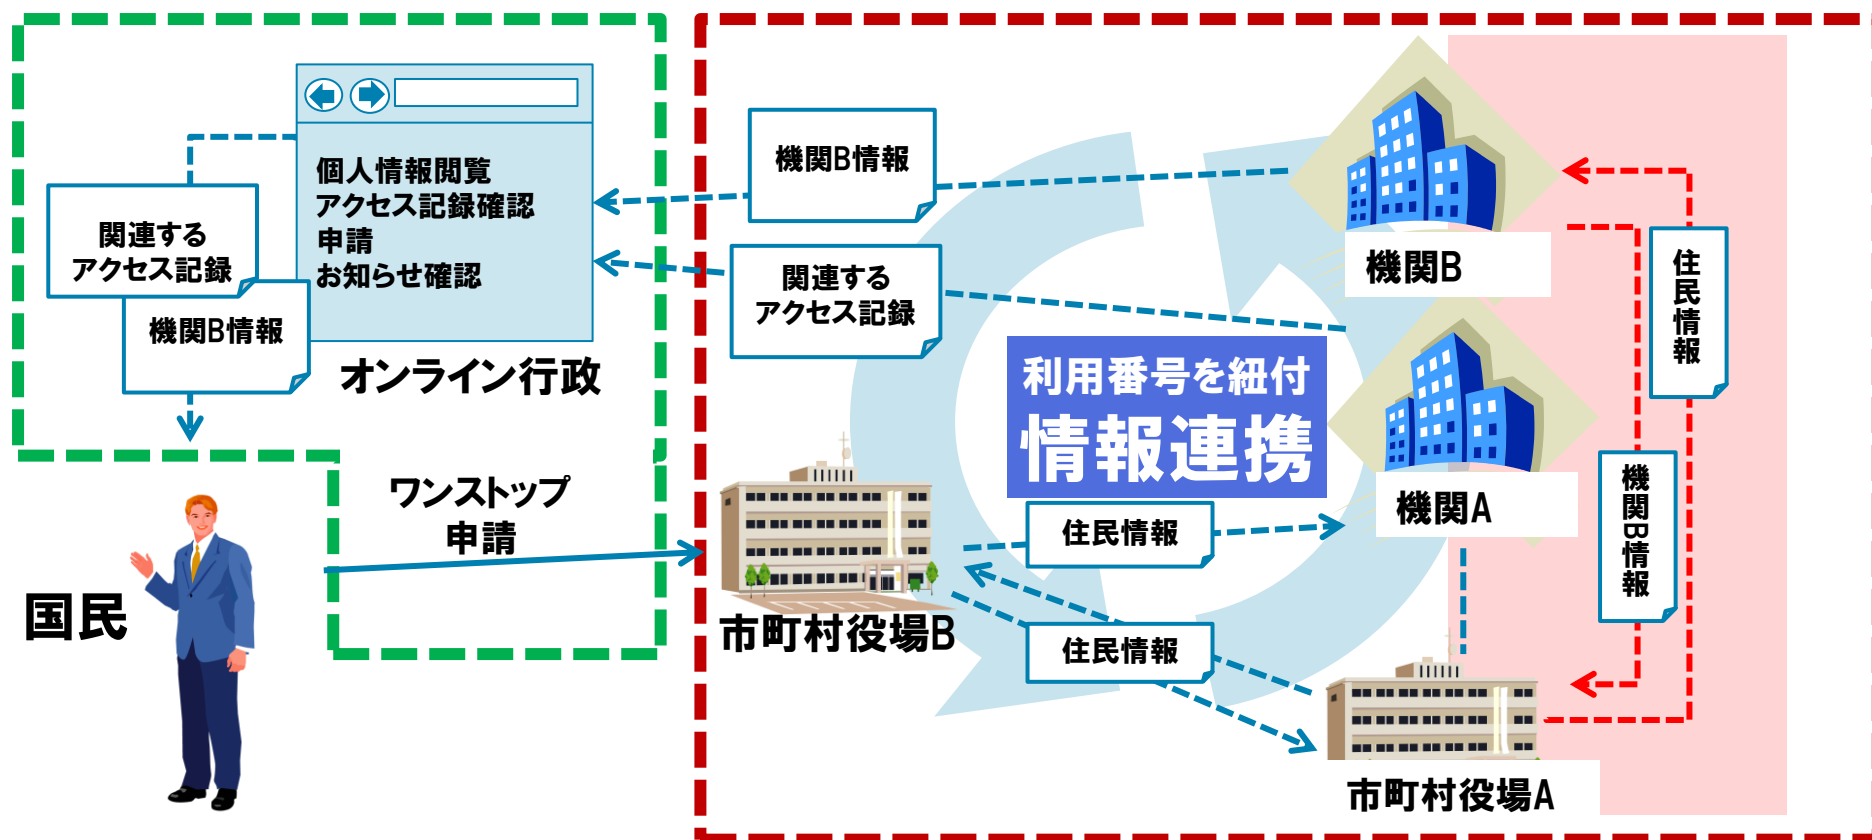 個人情報閲覧
アクセス記録確認
申請
お知らせ確認
関連する
アクセス記録
機関B情報
オンライン行政
ワンストップ
申請
国民
機関B情報
関連する
アクセス記録
利用番号を紐付
情報連携
機関B
機関A
住民情報
機関B情報
住民情報
市町村役場B
住民情報
市町村役場A